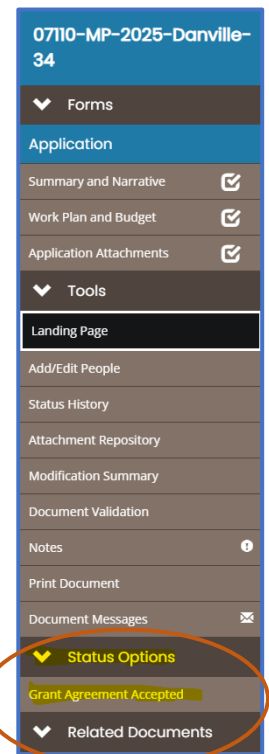 07110-MP-2025-Danville-
34
Forms
Application
Summary and Narrative
Work Plan and Budget
Application Attachments
Tools
Landing Page
Add/Edit People
Status History
Attachment Repository
Modification Summary
Document Validation
Notes
Print Document
Document Messages
Status Options
Grant Agreement Accepted
Related Documents